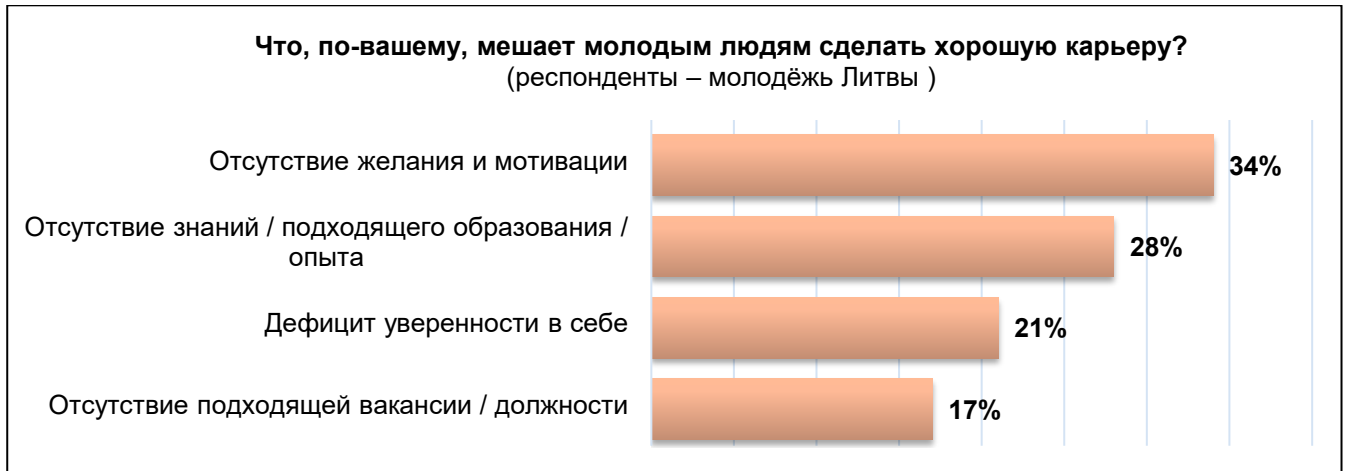 Что, по-вашему, мешает молодым людям сделать хорошую карьеру?
(респонденты – молодёжь Литвы )
Отсутствие желания и мотивации
34%
Отсутствие знаний / подходящего образования /
опыта
28%
Дефицит уверенности в себе
21%
Отсутствие подходящей вакансии / должности
17%